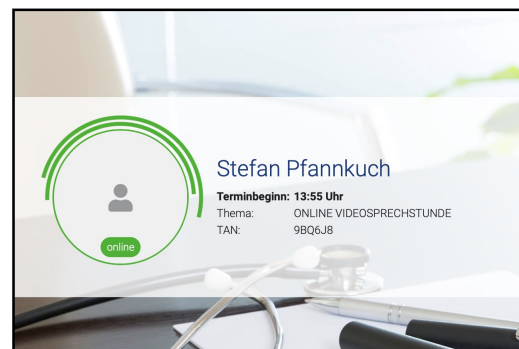 Stefan Pfannkuch
Terminbeginn: 13:55 Uhr
Thema: ONLINE VIDEOSPRECHSTUNDE
TAN: 9BQ6J8
online